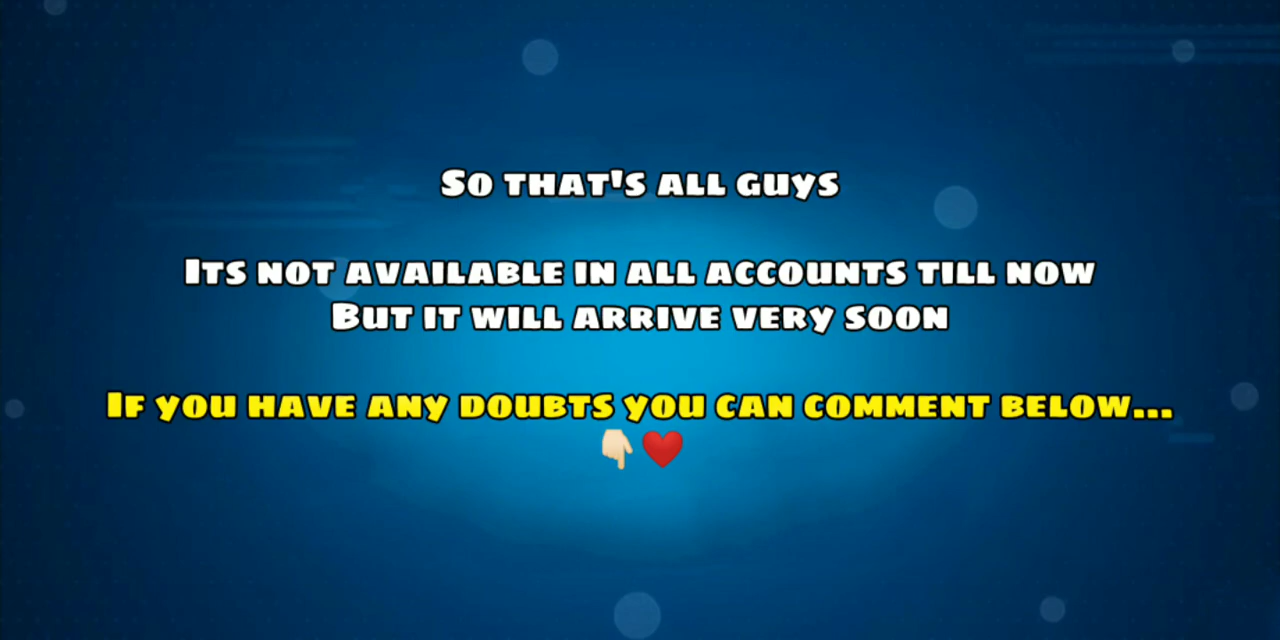 So that's all guys
Its not available in all accounts till now
But it will arrive very soon
If you have any doubts you can comment below...
👇🏻❤️